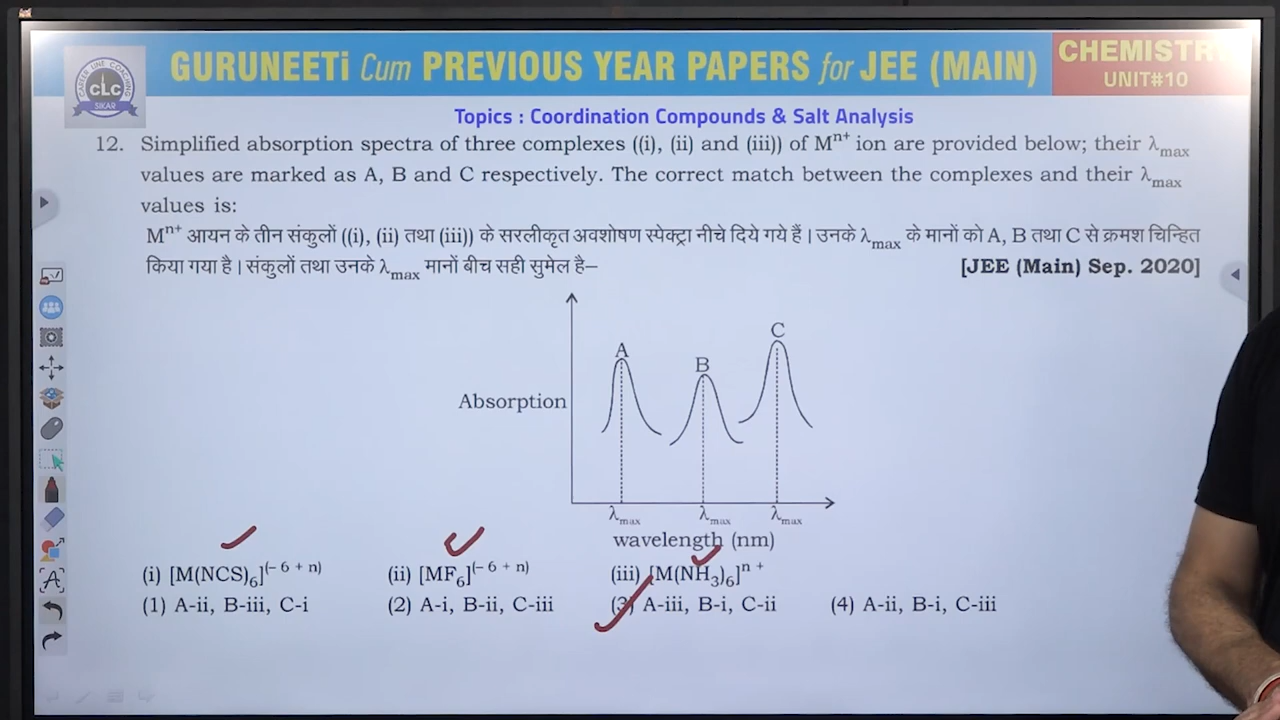 GURUNEETi Cum PREVIOUS YEAR PAPERS for JEE (MAIN)
UNIT#10
CAREER LINE COACHING
CLC
SIKAR
Topics : Coordination Compounds & Salt Analysis
12. Simplified absorption spectra of three complexes ((i), (ii) and (iii)) of Mⁿ⁺ ion are provided below; their λmax
values are marked as A, B and C respectively. The correct match between the complexes and their λmax
values is:
Mⁿ⁺ आयन के तीन संकुलों ((i), (ii) तथा (iii)) के सरलीकृत अवशोषण स्पेक्ट्रा नीचे दिये गये हैं। उनके λmax के मानों को A, B तथा C से क्रमश चिन्हित
किया गया है। संकुलों तथा उनके λmax मानों बीच सही सुमेल है–
[JEE (Main) Sep. 2020]
C
A
B
Absorption
λmax λmax λmax
wavelength (nm)
(i) [M(NCS)₆]⁽⁻ ⁶ ⁺ ⁿ⁾ (ii) [MF₆]⁽⁻ ⁶ ⁺ ⁿ⁾ (iii) [M(NH₃)₆]ⁿ ⁺
(1) A-ii, B-iii, C-i (2) A-i, B-ii, C-iii (3) A-iii, B-i, C-ii (4) A-ii, B-i, C-iii